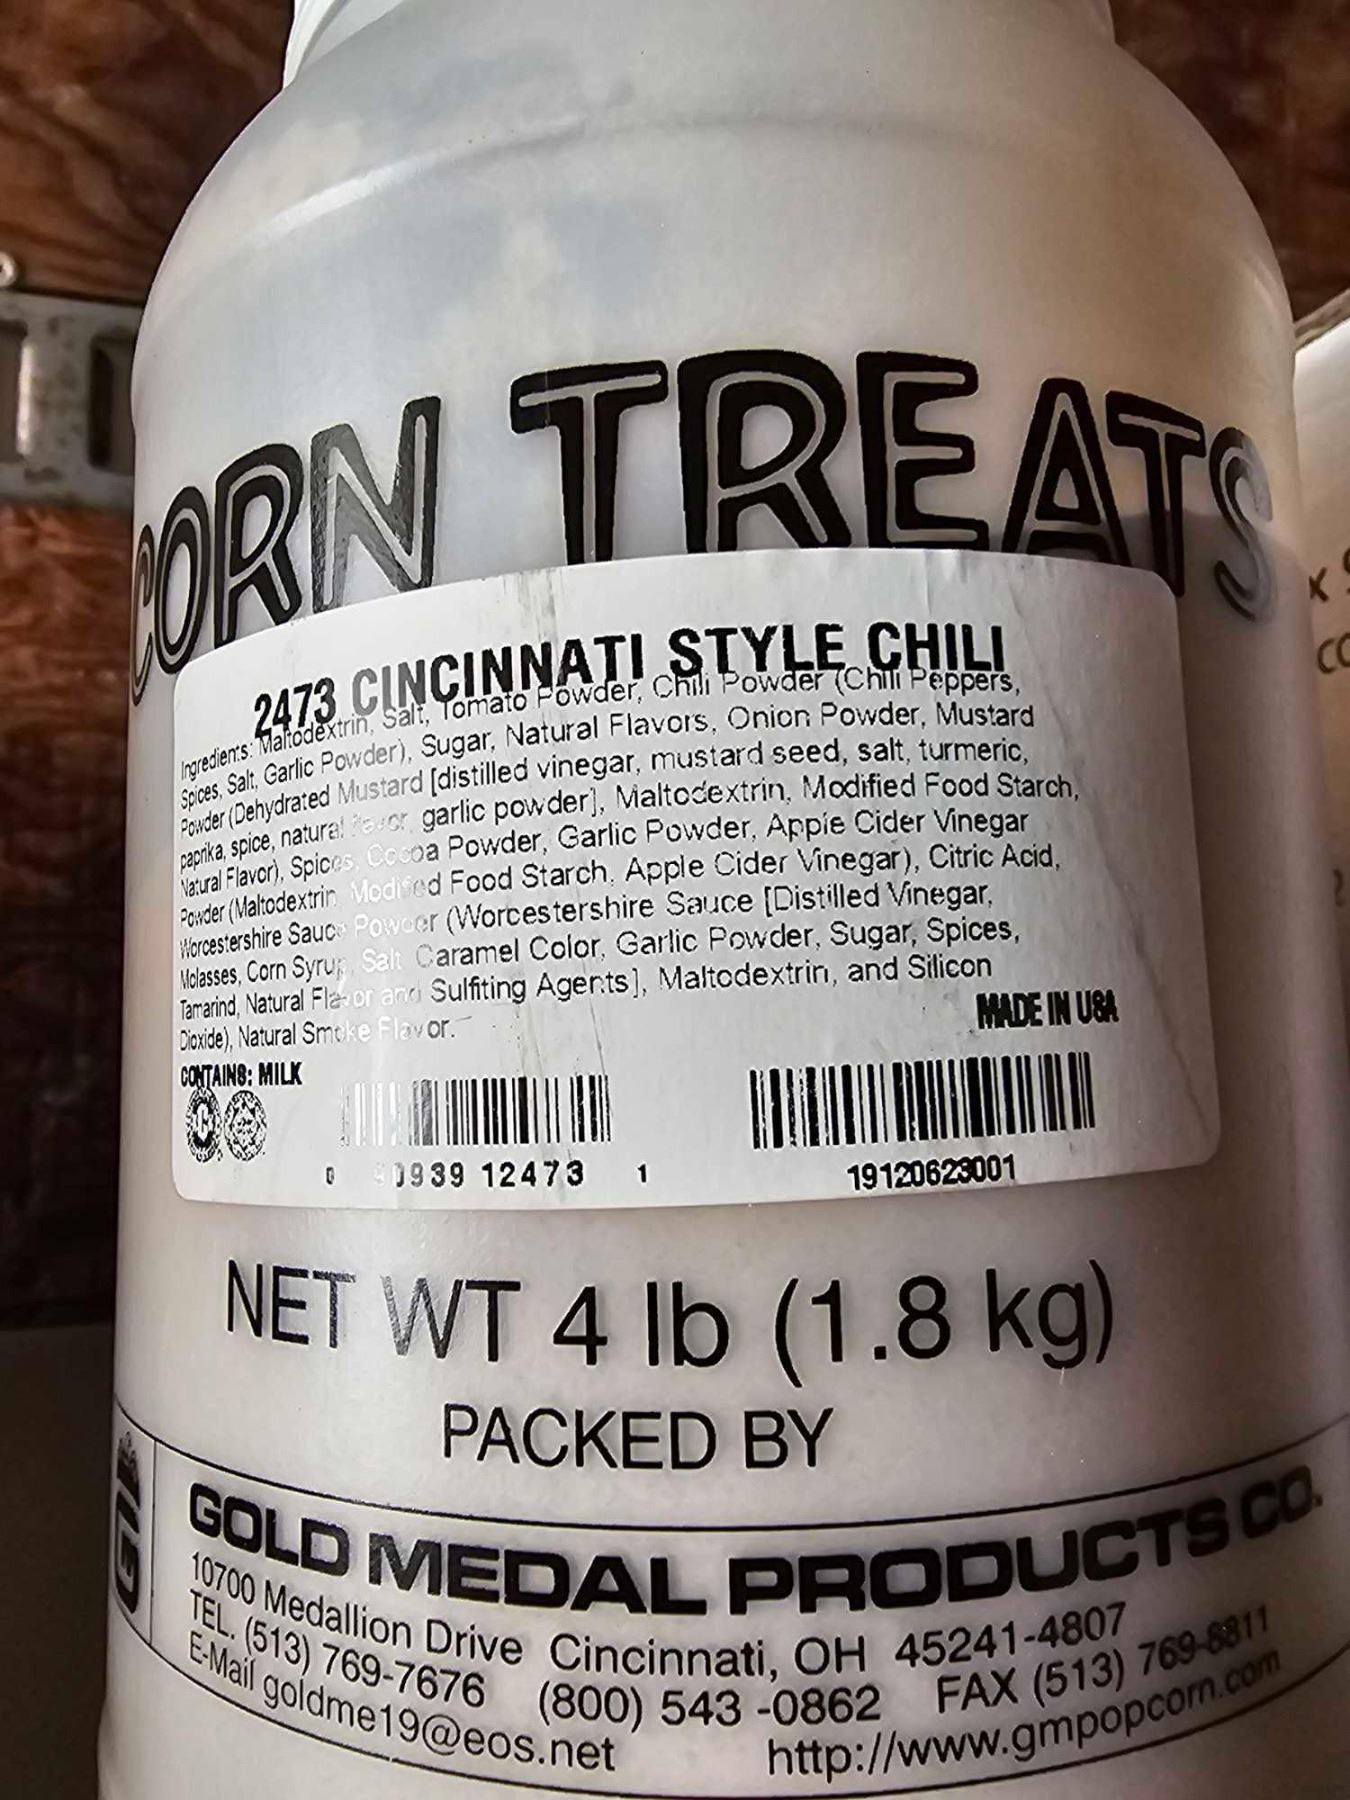 CORN TREATS
2473 CINCINNATI STYLE CHILI
Ingredients: Maltodextrin, Salt, Tomato Powder, Chili Powder (Chili Peppers,
Spices, Salt, Garlic Powder), Sugar, Natural Flavors, Onion Powder, Mustard
Powder (Dehydrated Mustard [distilled vinegar, mustard seed, salt, turmeric,
paprika, spice, natural flavor, garlic powder], Maltodextrin, Modified Food Starch,
Natural Flavor), Spices, Cocoa Powder, Garlic Powder, Apple Cider Vinegar
Powder (Maltodextrin, Modified Food Starch, Apple Cider Vinegar), Citric Acid,
Worcestershire Sauce Powder (Worcestershire Sauce [Distilled Vinegar,
Molasses, Corn Syrup, Salt, Caramel Color, Garlic Powder, Sugar, Spices,
Tamarind, Natural Flavor and Sulfiting Agents], Maltodextrin, and Silicon
Dioxide), Natural Smoke Flavor.
MADE IN USA
CONTAINS: MILK
0 0939 12473 1
19120623001
NET WT 4 lb (1.8 kg)
PACKED BY
GOLD MEDAL PRODUCTS CO.
10700 Medallion Drive Cincinnati, OH 45241-4807
TEL. (513) 769-7676 (800) 543 -0862 FAX (513) 769-8811
E-Mail goldme19@eos.net http://www.gmpopcorn.com